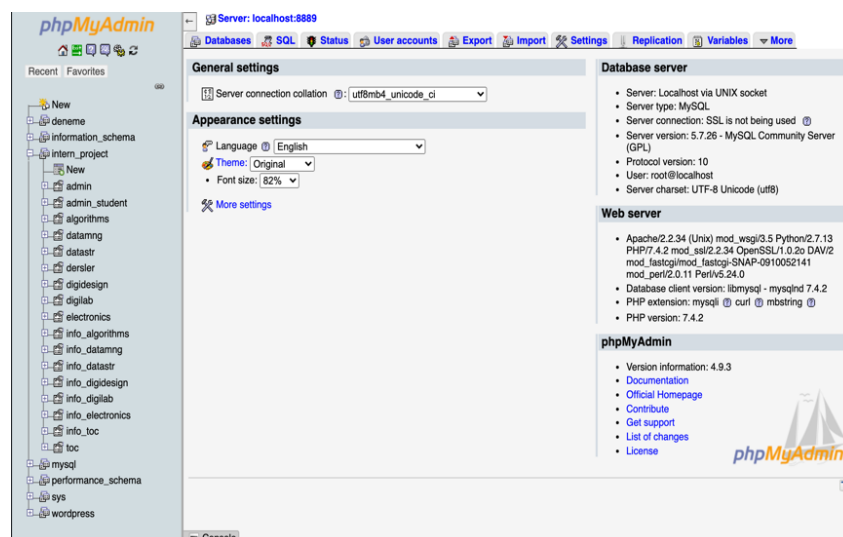 phpMyAdmin
Recent Favorites
New
deneme
information_schema
intern_project
New
admin
admin_student
algorithms
datamng
datastr
dersler
digidesign
digilab
electronics
info_algorithms
info_datamng
info_datastr
info_digidesign
info_digilab
info_electronics
info_toc
toc
mysql
performance_schema
sys
wordpress
Server: localhost:8889
Databases SQL Status User accounts Export Import Settings Replication Variables More
General settings
Server connection collation : utf8mb4_unicode_ci
Appearance settings
Language English
Theme: Original
Font size: 82%
More settings
Database server
Server: Localhost via UNIX socket
Server type: MySQL
Server connection: SSL is not being used
Server version: 5.7.26 - MySQL Community Server
(GPL)
Protocol version: 10
User: root@localhost
Server charset: UTF-8 Unicode (utf8)
Web server
Apache/2.2.34 (Unix) mod_wsgi/3.5 Python/2.7.13
PHP/7.4.2 mod_ssl/2.2.34 OpenSSL/1.0.2o DAV/2
mod_fastcgi/mod_fastcgi-SNAP-0910052141
mod_perl/2.0.11 Perl/v5.24.0
Database client version: libmysql - mysqlnd 7.4.2
PHP extension: mysqli curl mbstring
PHP version: 7.4.2
phpMyAdmin
Version information: 4.9.3
Documentation
Official Homepage
Contribute
Get support
List of changes
License
phpMyAdmin
Console